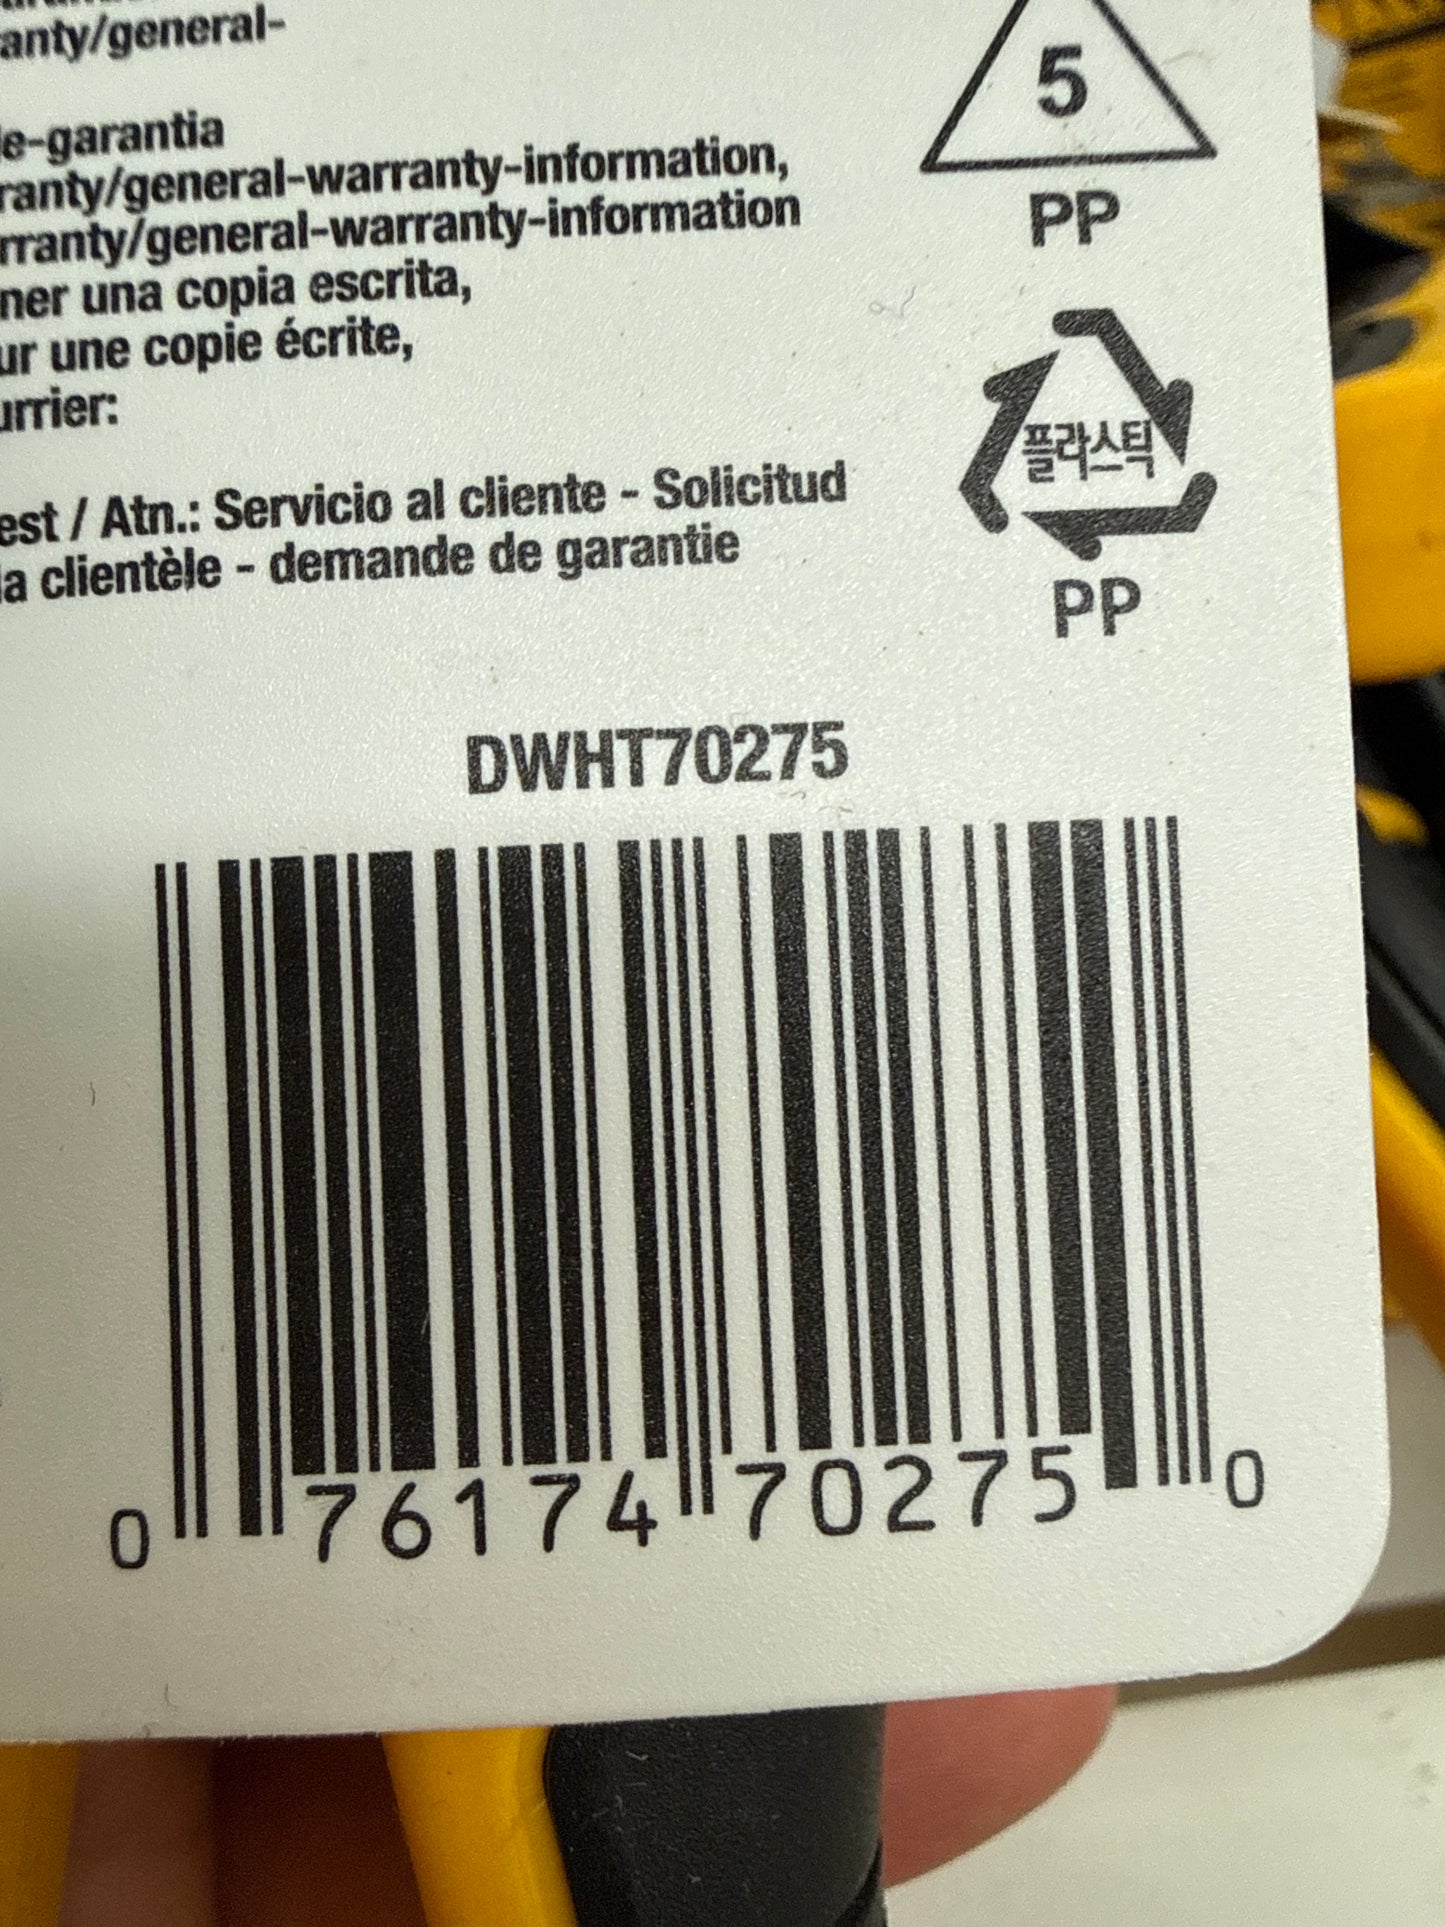 anty/general-
e-garantia
ranty/general-warranty-information,
rranty/general-warranty-information
ner una copia escrita,
ur une copie écrite,
urrier:
est / Atn.: Servicio al cliente - Solicitud
la clientèle - demande de garantie
5
PP
플라스틱
PP
DWHT70275
0 76174 70275 0